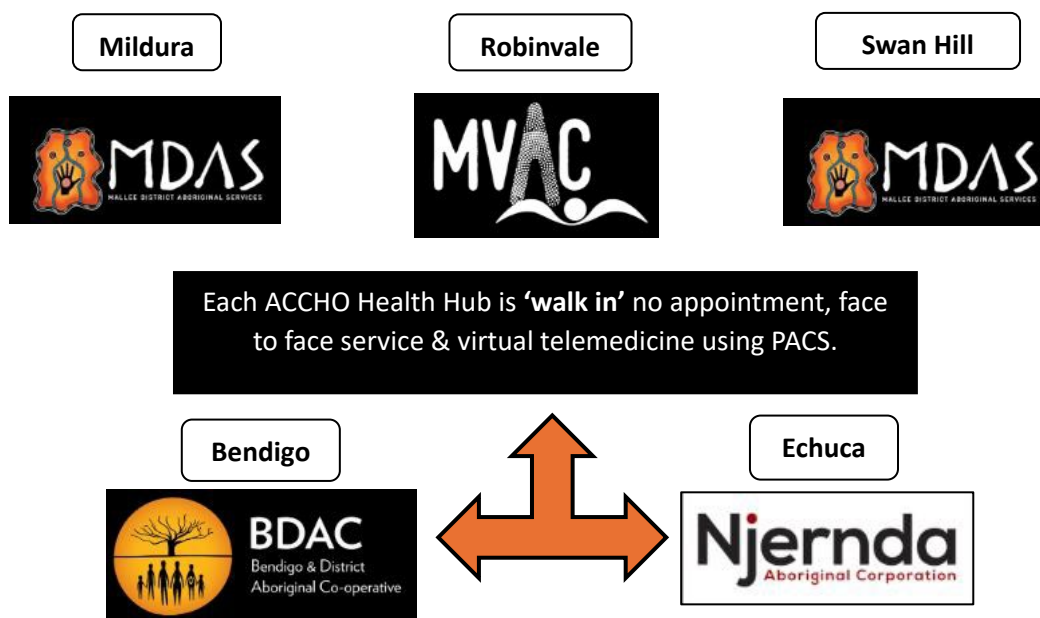 Mildura
Robinvale
Swan Hill
MDAS
MALLEE DISTRICT ABORIGINAL SERVICES
MVAC
MDAS
MALLEE DISTRICT ABORIGINAL SERVICES
Each ACCHO Health Hub is ‘walk in’ no appointment, face
to face service & virtual telemedicine using PACS.
Bendigo
Echuca
BDAC
Bendigo & District
Aboriginal Co-operative
Njernda
Aboriginal Corporation